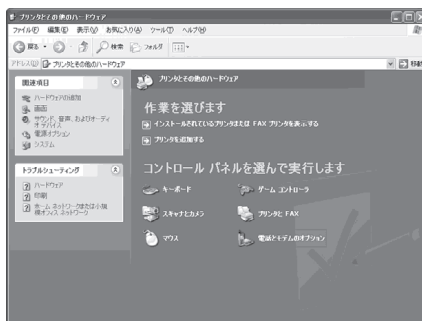 プリンタとその他のハードウェア
ファイル(F) 編集(E) 表示(V) お気に入り(A) ツール(T) ヘルプ(H)
戻る 検索 フォルダ
アドレス(D) プリンタとその他のハードウェア 移動
関連項目
ハードウェアの追加
画面
サウンド、音声、およびオーディオ デバイス
電源オプション
システム
トラブルシューティング
ハードウェア
印刷
ホーム ネットワークまたは小規模オフィス ネットワーク
プリンタとその他のハードウェア
作業を選びます
インストールされているプリンタまたは FAX プリンタを表示する
プリンタを追加する
コントロール パネルを選んで実行します
キーボード
ゲーム コントローラ
スキャナとカメラ
プリンタと FAX
マウス
電話とモデムのオプション